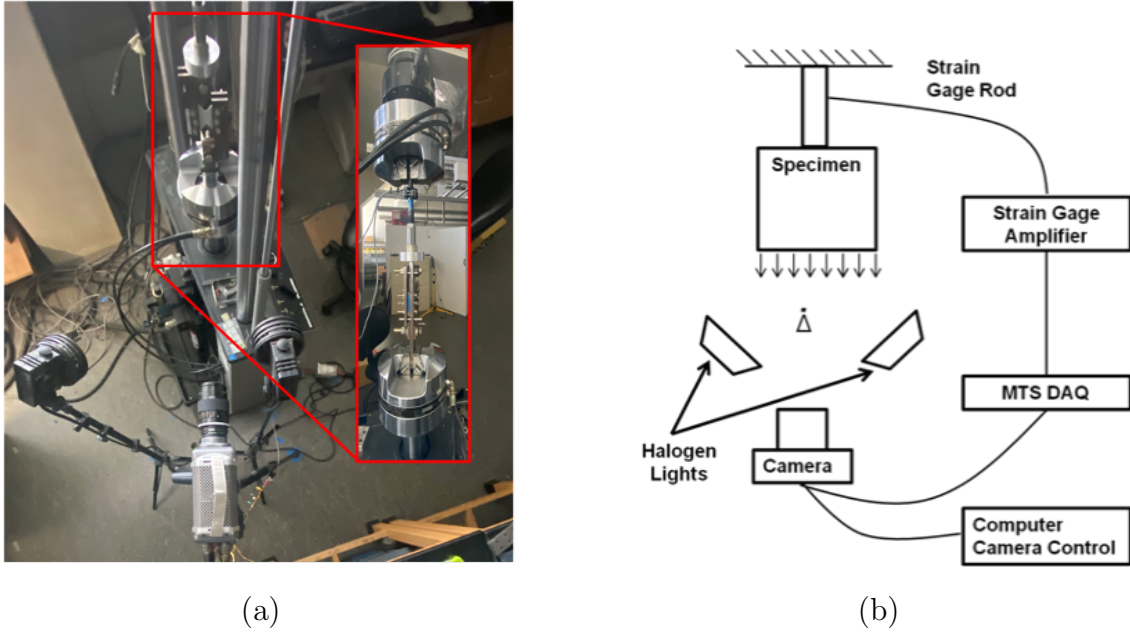 Strain
Gage Rod
Specimen
Strain Gage
Amplifier
Δ̇
MTS DAQ
Halogen
Lights
Camera
Computer
Camera Control
(a)
(b)